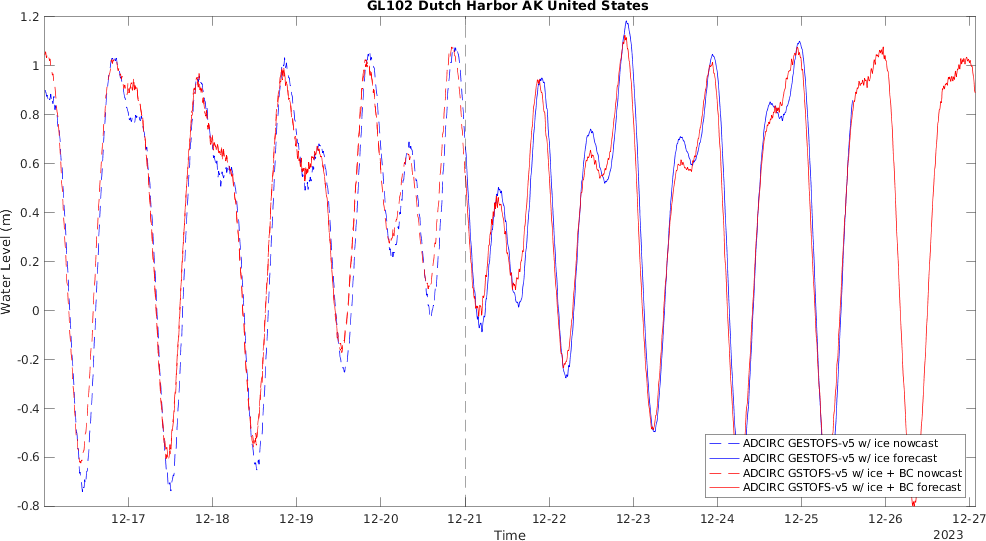 GL102 Dutch Harbor AK United States
1.2
1
0.8
0.6
0.4
0.2
0
-0.2
-0.4
-0.6
-0.8
Water Level (m)
ADCIRC GESTOFS-v5 w/ ice nowcast
ADCIRC GESTOFS-v5 w/ ice forecast
ADCIRC GSTOFS-v5 w/ ice + BC nowcast
ADCIRC GSTOFS-v5 w/ ice + BC forecast
12-17 12-18 12-19 12-20 12-21 12-22 12-23 12-24 12-25 12-26 12-27
Time
2023